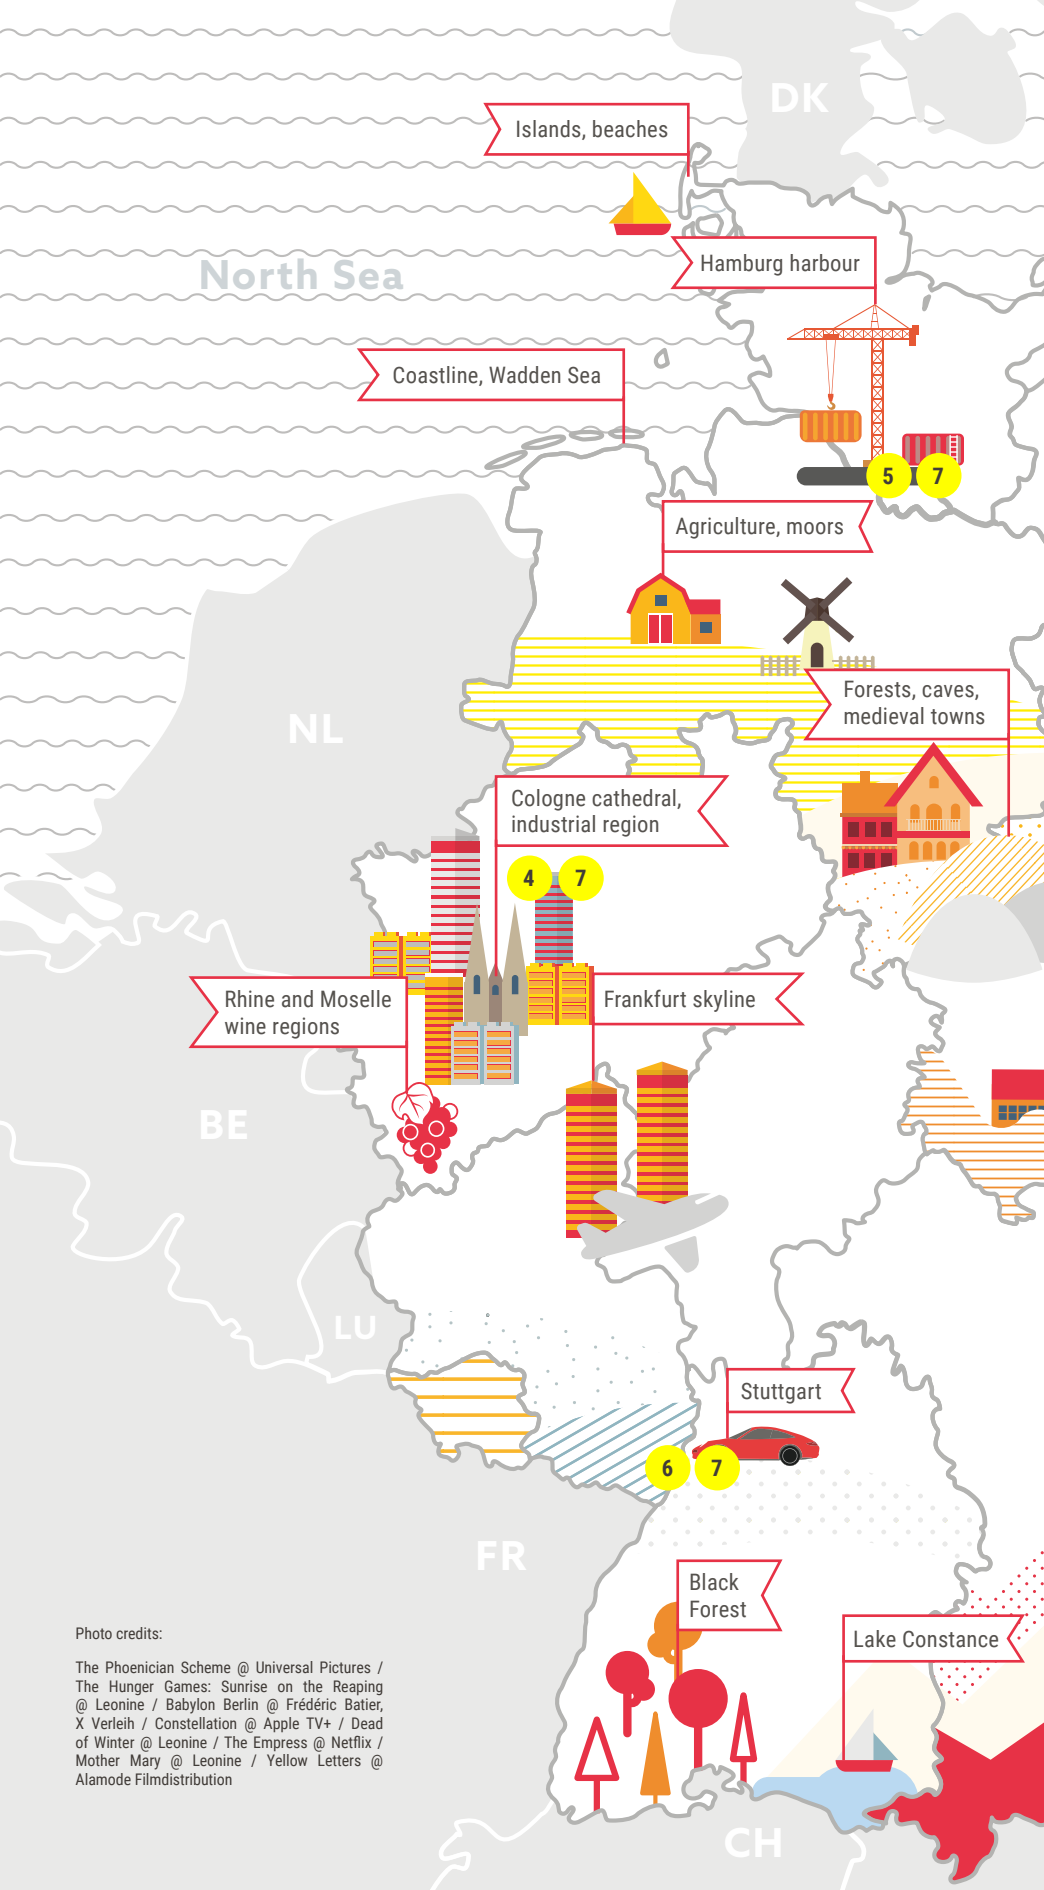 DK
Islands, beaches
Hamburg harbour
North Sea
Coastline, Wadden Sea
5
7
Agriculture, moors
Forests, caves,
medieval towns
NL
Cologne cathedral,
industrial region
4
7
Rhine and Moselle
wine regions
Frankfurt skyline
BE
LU
Stuttgart
6
7
FR
Black
Forest
Lake Constance
Photo credits:
The Phoenician Scheme @ Universal Pictures /
The Hunger Games: Sunrise on the Reaping
@ Leonine / Babylon Berlin @ Frédéric Batier,
X Verleih / Constellation @ Apple TV+ / Dead
of Winter @ Leonine / The Empress @ Netflix /
Mother Mary @ Leonine / Yellow Letters @
Alamode Filmdistribution
CH